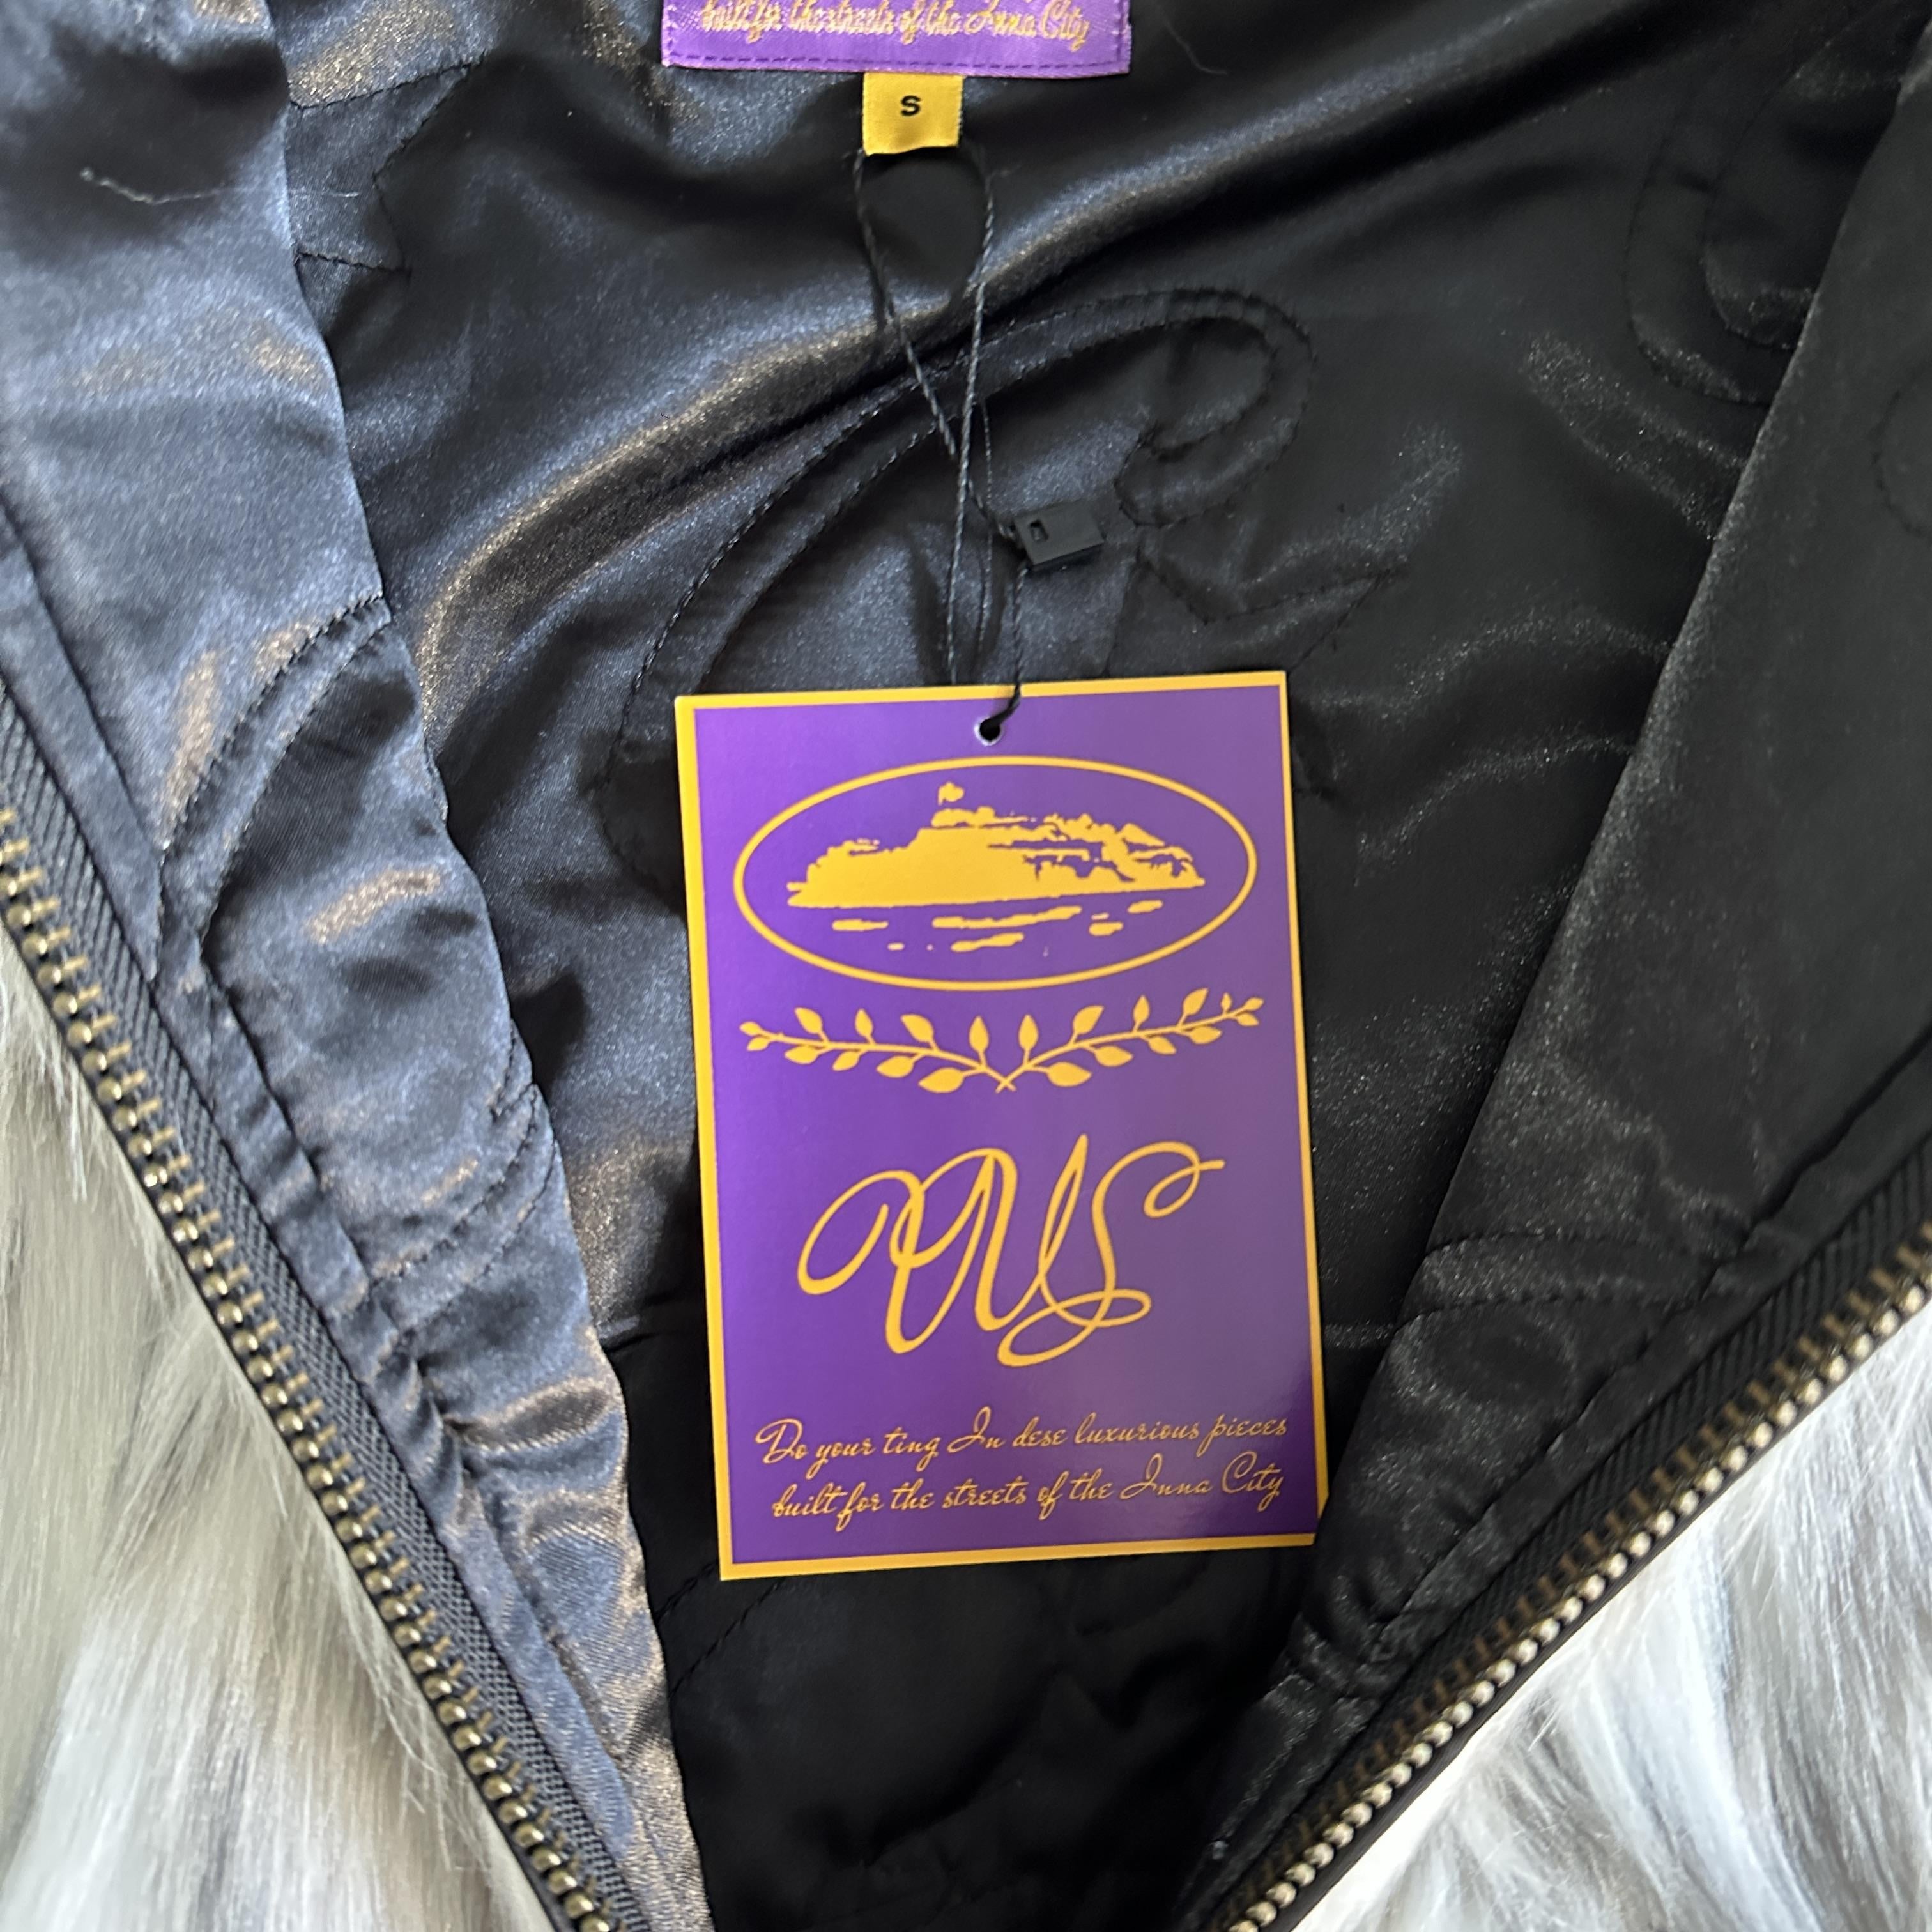 built for the streets of the Inna City
S
Do your ting In dese luxurious pieces
built for the streets of the Inna City